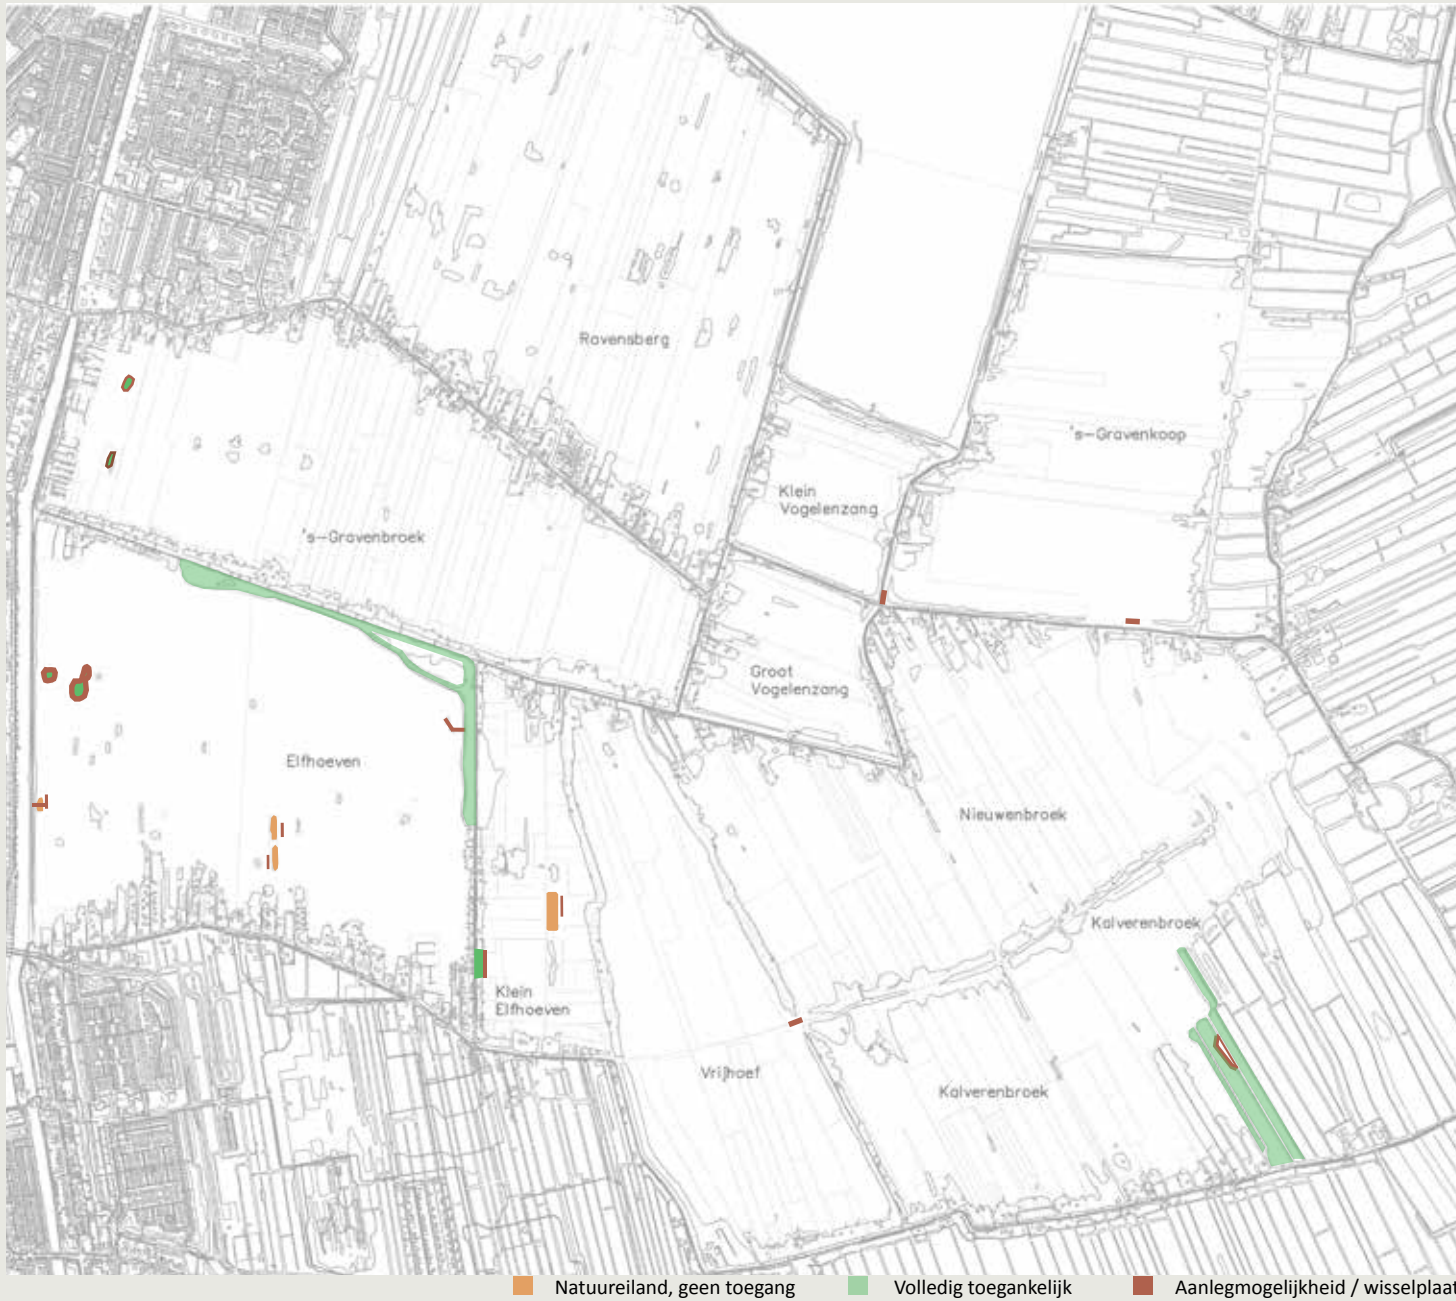 Ravensberg
's-Gravenkoop
Klein
Vogelenzang
's-Gravenbroek
Groot
Vogelenzang
Elfhoeven
Nieuwenbroek
Kalverenbroek
Klein
Elfhoeven
Vrijhoef
Kalverenbroek
Natuureiland, geen toegang
Volledig toegankelijk
Aanlegmogelijkheid / wisselplaat